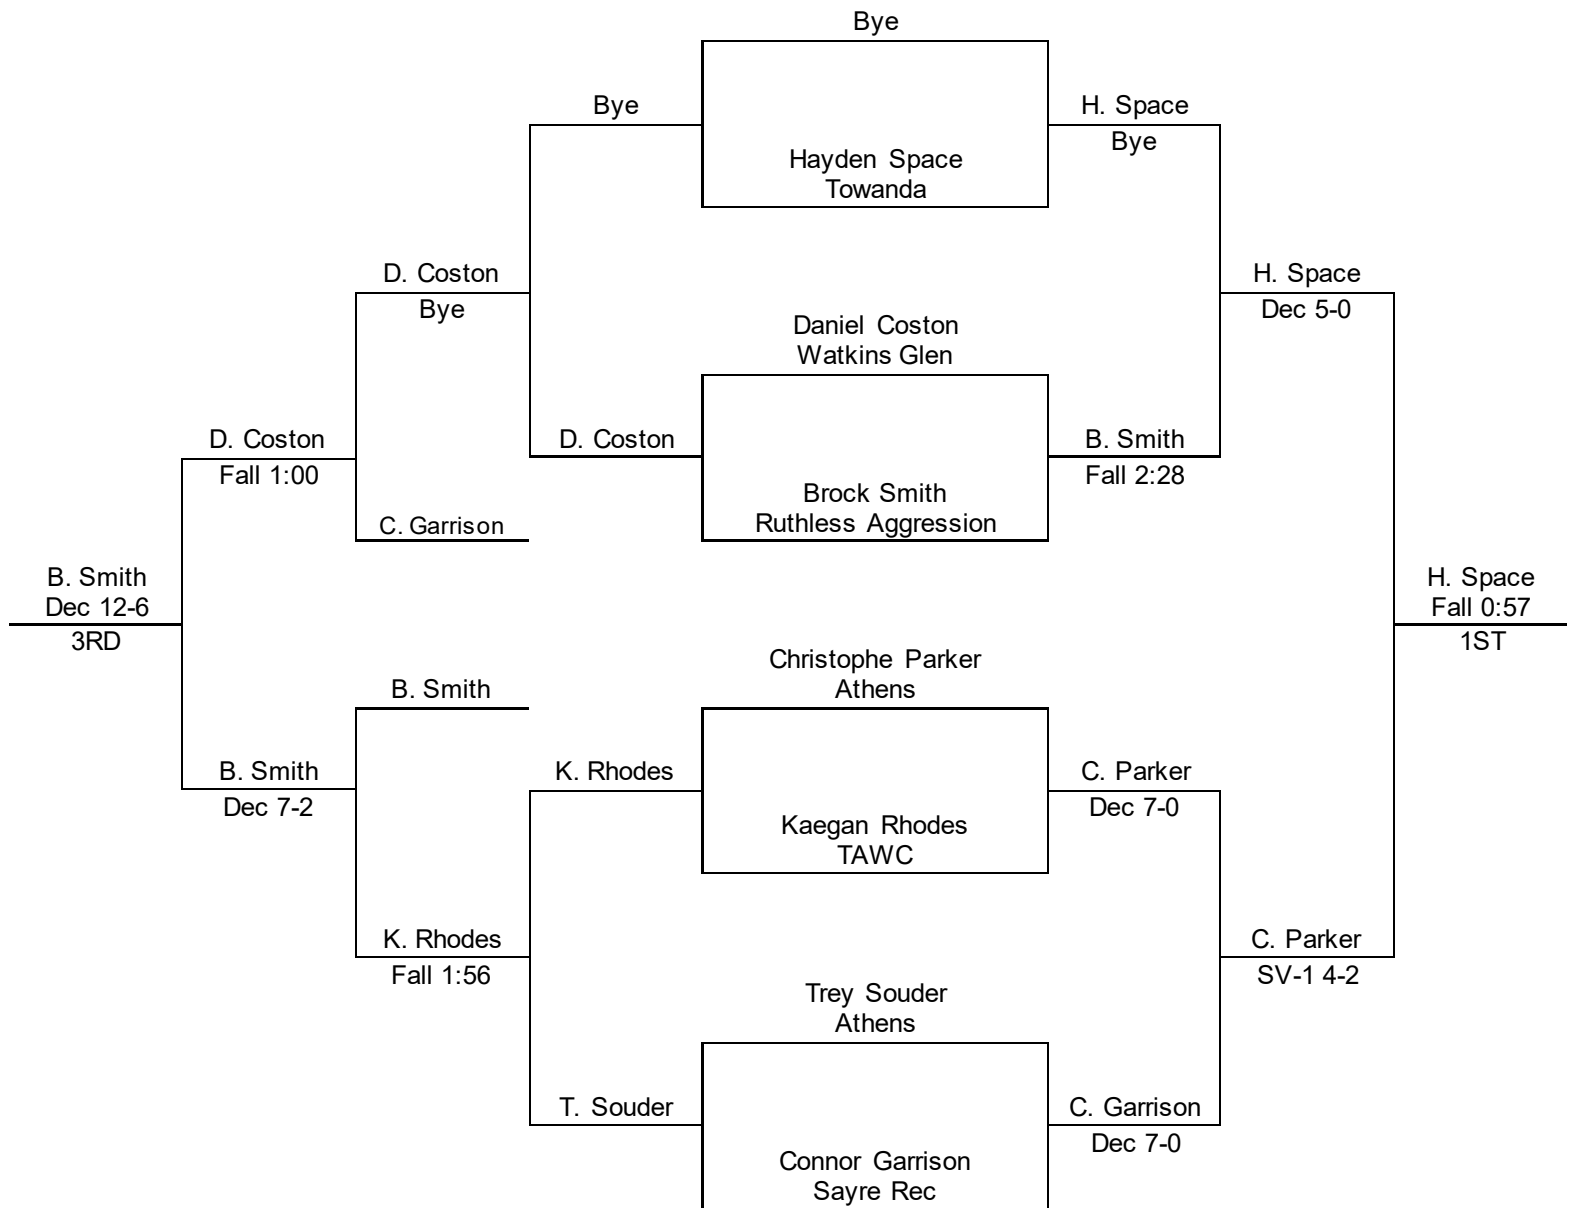 Bye
Bye
H. Space
Bye
Hayden Space
Towanda
D. Coston
Bye
H. Space
Dec 5-0
Daniel Coston
Watkins Glen
D. Coston
Fall 1:00
D. Coston
B. Smith
Fall 2:28
Brock Smith
Ruthless Aggression
C. Garrison
B. Smith
Dec 12-6
3RD
H. Space
Fall 0:57
1ST
Christophe Parker
Athens
B. Smith
B. Smith
Dec 7-2
K. Rhodes
C. Parker
Dec 7-0
Kaegan Rhodes
TAWC
K. Rhodes
Fall 1:56
C. Parker
SV-1 4-2
Trey Souder
Athens
T. Souder
C. Garrison
Dec 7-0
Connor Garrison
Sayre Rec